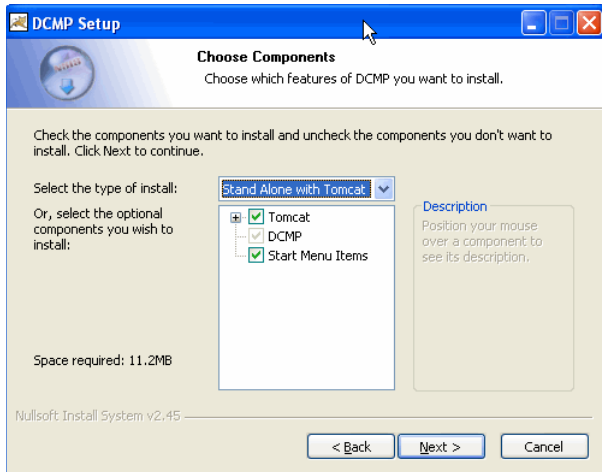 DCMP Setup
Choose Components
Choose which features of DCMP you want to install.
Check the components you want to install and uncheck the components you don't want to
install. Click Next to continue.
Select the type of install:
Stand Alone with Tomcat
Or, select the optional
components you wish to
install:
Tomcat
DCMP
Start Menu Items
Description
Position your mouse
over a component to
see its description.
Space required: 11.2MB
Nullsoft Install System v2.45
< Back
Next >
Cancel